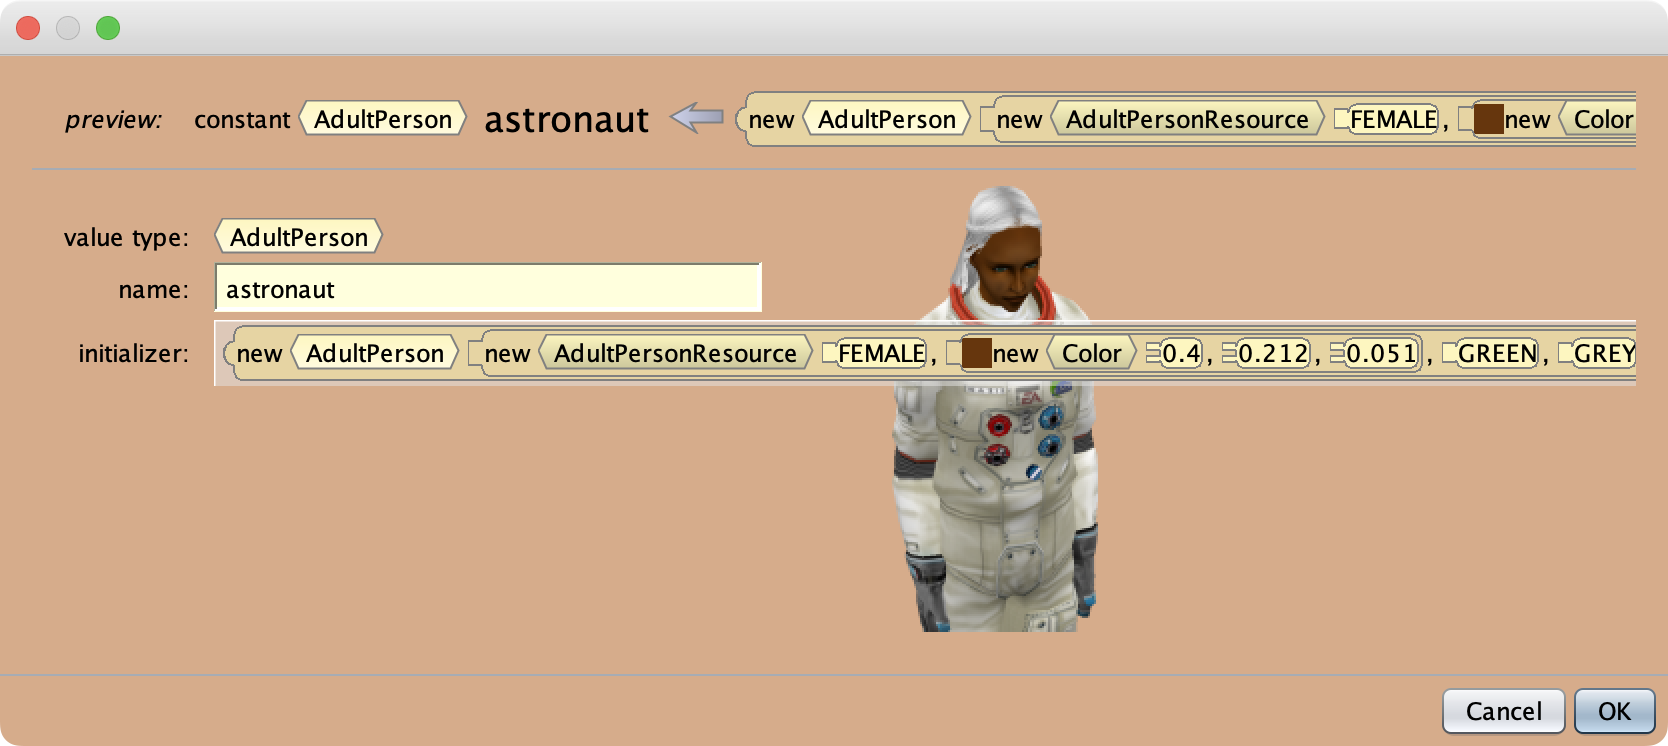 preview: constant AdultPerson astronaut new AdultPerson new AdultPersonResource FEMALE, new Color
value type: AdultPerson
name: astronaut
initializer: new AdultPerson new AdultPersonResource FEMALE, new Color 0.4, 0.212, 0.051, GREEN, GREY
EA
Cancel OK